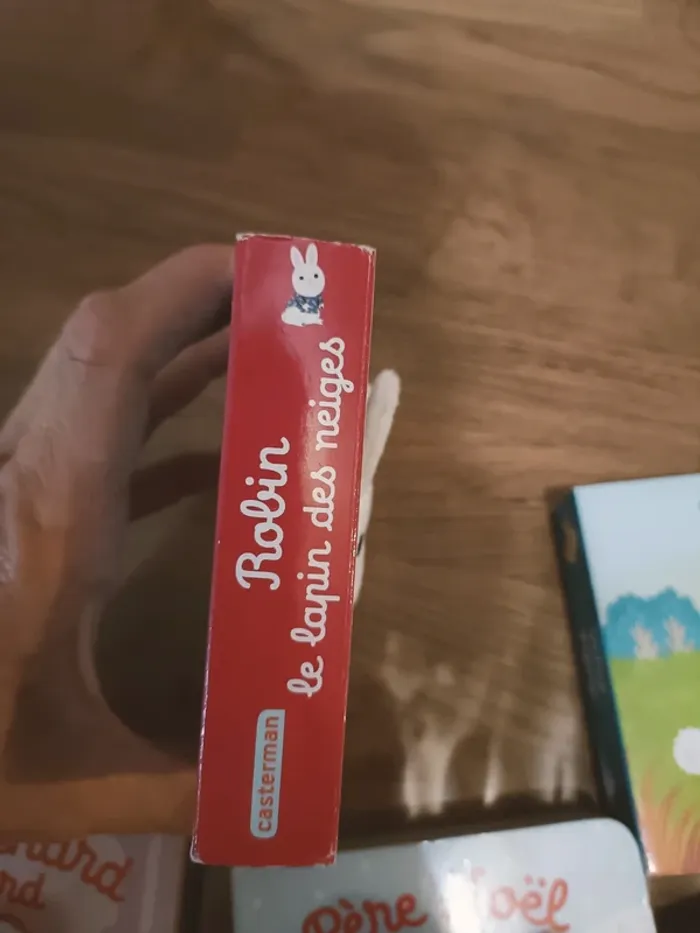 Robin
le lapin des neiges
casterman
Père Noël